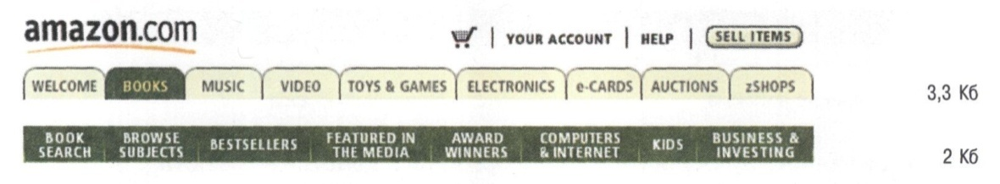 amazon.com
YOUR ACCOUNT | HELP | SELL ITEMS
WELCOME BOOKS MUSIC VIDEO TOYS & GAMES ELECTRONICS e-CARDS AUCTIONS zSHOPS
3,3 Кб
BOOK SEARCH BROWSE SUBJECTS BESTSELLERS FEATURED IN THE MEDIA AWARD WINNERS COMPUTERS & INTERNET KIDS BUSINESS & INVESTING
2 Кб